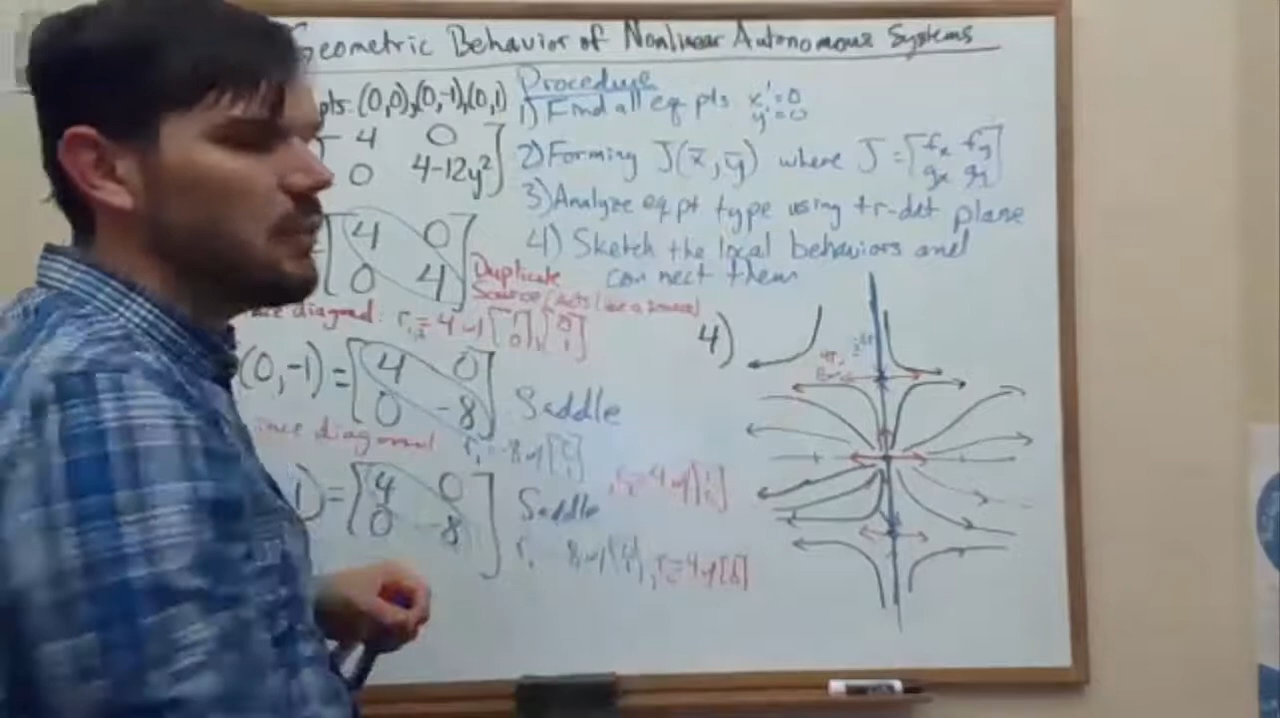 Geometric Behavior of Nonlinear Autonomous Systems
pts: (0,0),(0,-1),(0,1)
4 0
0 4-12y²
4 0
0 4
Duplicate
Source (Acts like a source)
diagonal: r₁,₂=4 w/ [1 0], [0 1]
(0,-1) = [4 0
0 -8] Saddle
since diagonal r₁=-8 w/ [0 1], r₂=4 w/ [1 0]
1) = [4 0
0 -8] Saddle
8 w/ [0 1], r₂=4 w/ [1 0]
Procedure
1) Find all eq pts x'=0
y'=0
2) Forming J(x̄,ȳ) where J = [fx fy
gx gy]
3) Analyze eq pt type using tr-det plane
4) Sketch the local behaviors and
connect them
4)